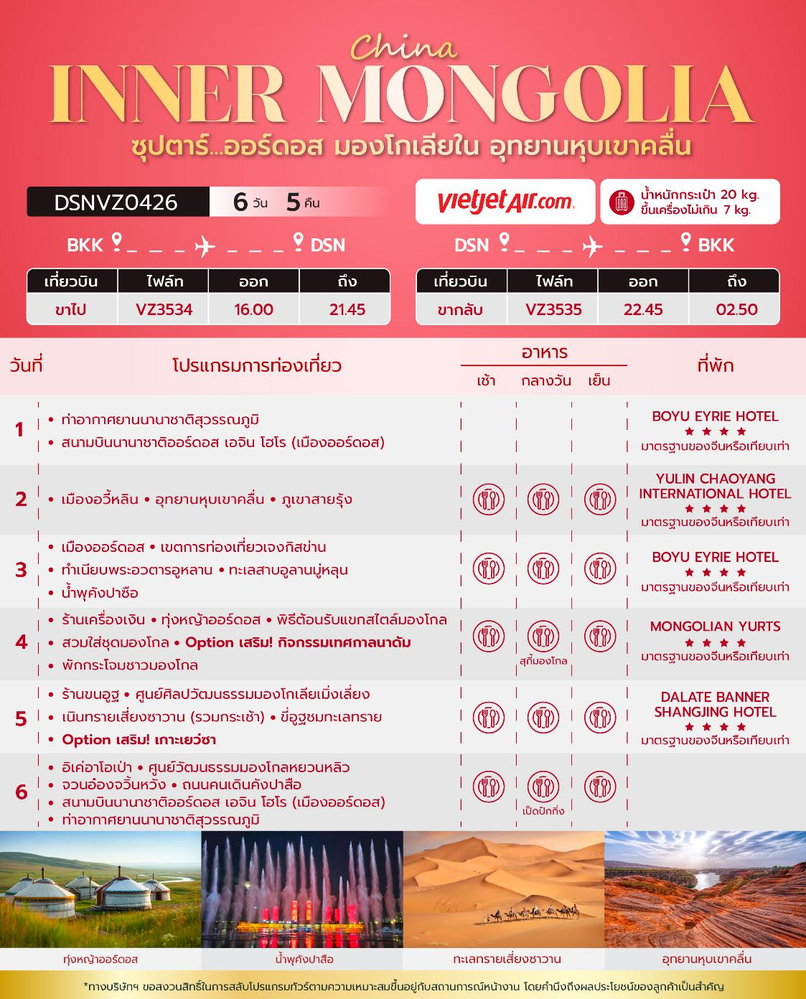 China
INNER MONGOLIA
ซุปตาร์...ออร์ดอส มองโกเลียใน อุทยานหุบเขาคลื่น
DSNVZ0426 6 วัน 5 คืน
vietjetAir.com
น้ำหนักกระเป๋า 20 kg.
ขึ้นเครื่องไม่เกิน 7 kg.
BKK DSN
DSN BKK
เที่ยวบิน ไฟล์ท ออก ถึง
ขาไป VZ3534 16.00 21.45
เที่ยวบิน ไฟล์ท ออก ถึง
ขากลับ VZ3535 22.45 02.50
วันที่ โปรแกรมการท่องเที่ยว อาหาร ที่พัก
เช้า กลางวัน เย็น
1
• ท่าอากาศยานนานาชาติสุวรรณภูมิ
• สนามบินนานาชาติออร์ดอส เอจิน โฮโร (เมืองออร์ดอส)
BOYU EYRIE HOTEL
★ ★ ★ ★
มาตรฐานของจีนหรือเทียบเท่า
2
• เมืองอวี้หลิน • อุทยานหุบเขาคลื่น • ภูเขาสายรุ้ง
YULIN CHAOYANG
INTERNATIONAL HOTEL
★ ★ ★ ★
มาตรฐานของจีนหรือเทียบเท่า
3
• เมืองออร์ดอส • เขตการท่องเที่ยวเจงกิสข่าน
• ทำเนียบพระอวตารอูหลาน • ทะเลสาบอูลานมู่หลุน
• น้ำพุคังปาซือ
BOYU EYRIE HOTEL
★ ★ ★ ★
มาตรฐานของจีนหรือเทียบเท่า
4
• ร้านเครื่องเงิน • ทุ่งหญ้าออร์ดอส • พิธีต้อนรับแขกสไตล์มองโกล
• สวมใส่ชุดมองโกล • Option เสริม! กิจกรรมเทศกาลนาดัม
• พักกระโจมชาวมองโกล
สุกี้มองโกล
MONGOLIAN YURTS
★ ★ ★ ★
มาตรฐานของจีนหรือเทียบเท่า
5
• ร้านขนอูฐ • ศูนย์ศิลปวัฒนธรรมมองโกเลียเมิ่งเลี่ยง
• เนินทรายเสี่ยงซาวาน (รวมกระเช้า) • ขี่อูฐชมทะเลทราย
• Option เสริม! เกาะเยว่ซา
DALATE BANNER
SHANGJING HOTEL
★ ★ ★ ★
มาตรฐานของจีนหรือเทียบเท่า
6
• อิเค่อาโอเป่า • ศูนย์วัฒนธรรมมองโกลหยวนหลิว
• จวนอ๋องจวิ้นหวัง • ถนนคนเดินคังปาสือ
• สนามบินนานาชาติออร์ดอส เอจิน โฮโร (เมืองออร์ดอส)
• ท่าอากาศยานนานาชาติสุวรรณภูมิ
เป็ดปักกิ่ง
ทุ่งหญ้าออร์ดอส
น้ำพุคังปาสือ
ทะเลทรายเสี่ยงซาวาน
อุทยานหุบเขาคลื่น
*ทางบริษัทฯ ขอสงวนสิทธิ์ในการสลับโปรแกรมทัวร์ตามความเหมาะสมขึ้นอยู่กับสถานการณ์หน้างาน โดยคำนึงถึงผลประโยชน์ของลูกค้าเป็นสำคัญ